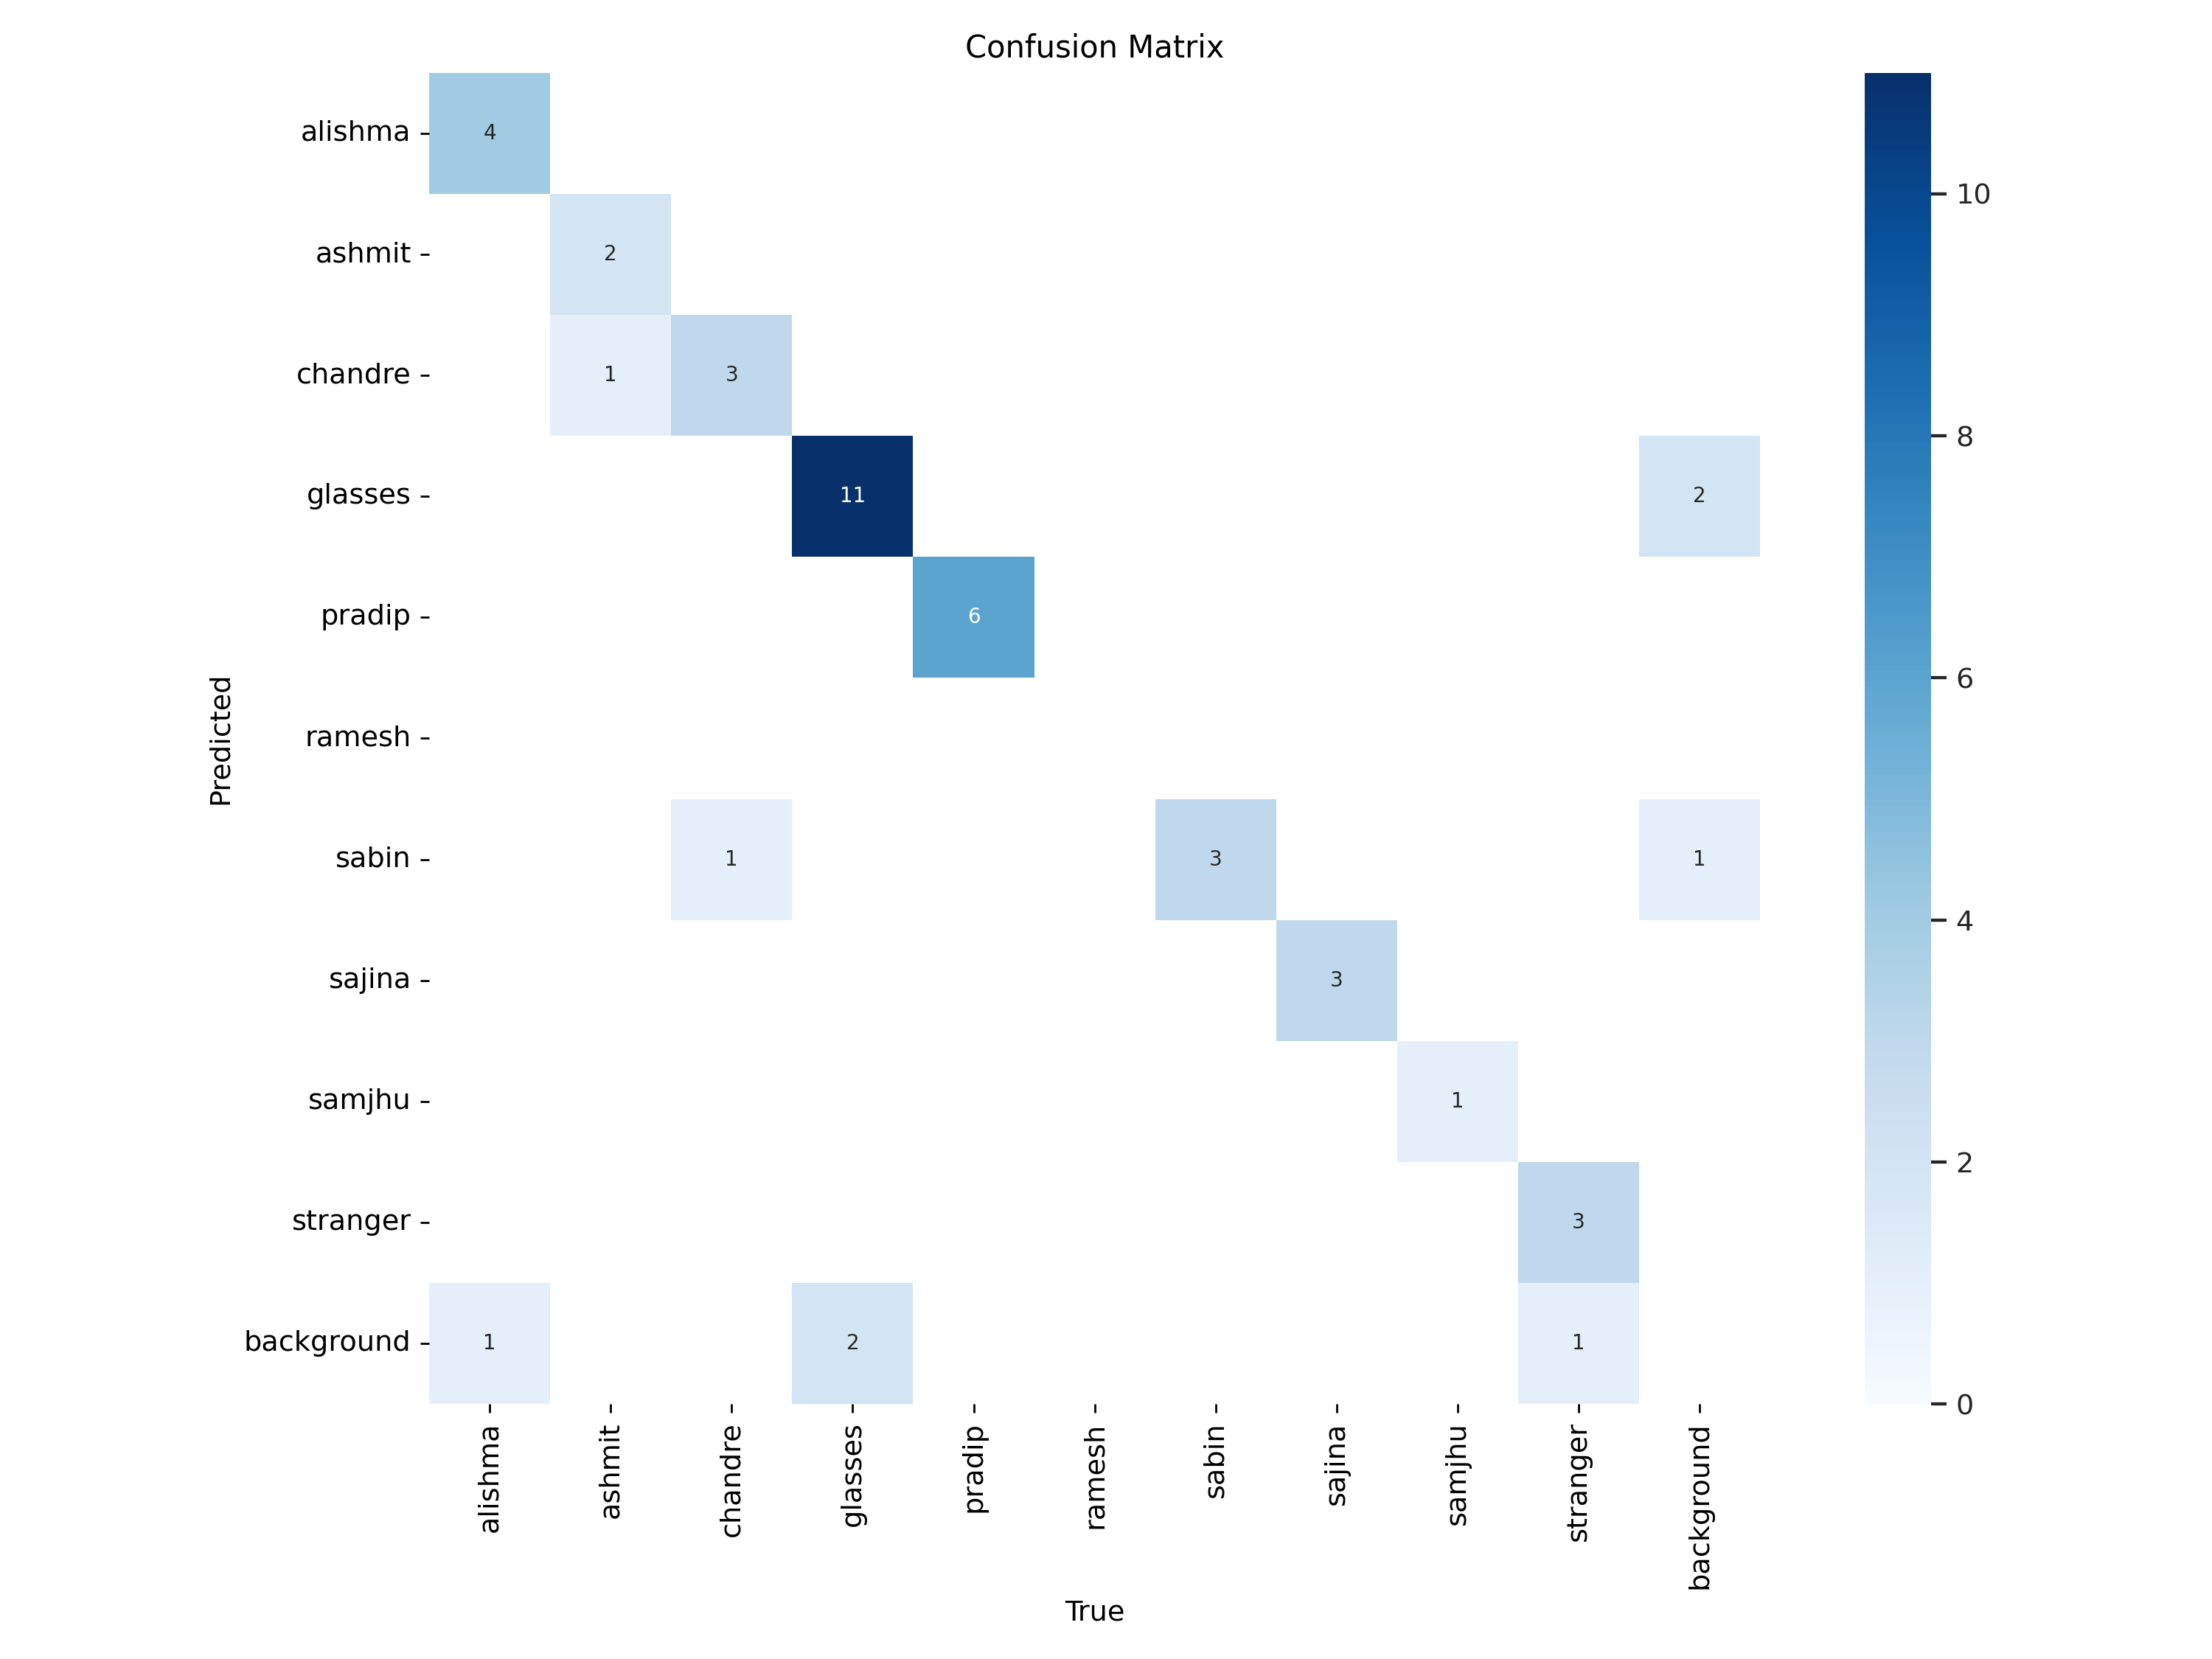 Confusion Matrix
alishma
4
10
ashmit
2
chandre
1 3
8
glasses
11 2
pradip
6
6
Predicted
ramesh
sabin
1 3 1
4
sajina
3
samjhu
1
2
stranger
3
background
1 2 1
0
alishma ashmit chandre glasses pradip ramesh sabin sajina samjhu stranger background
True